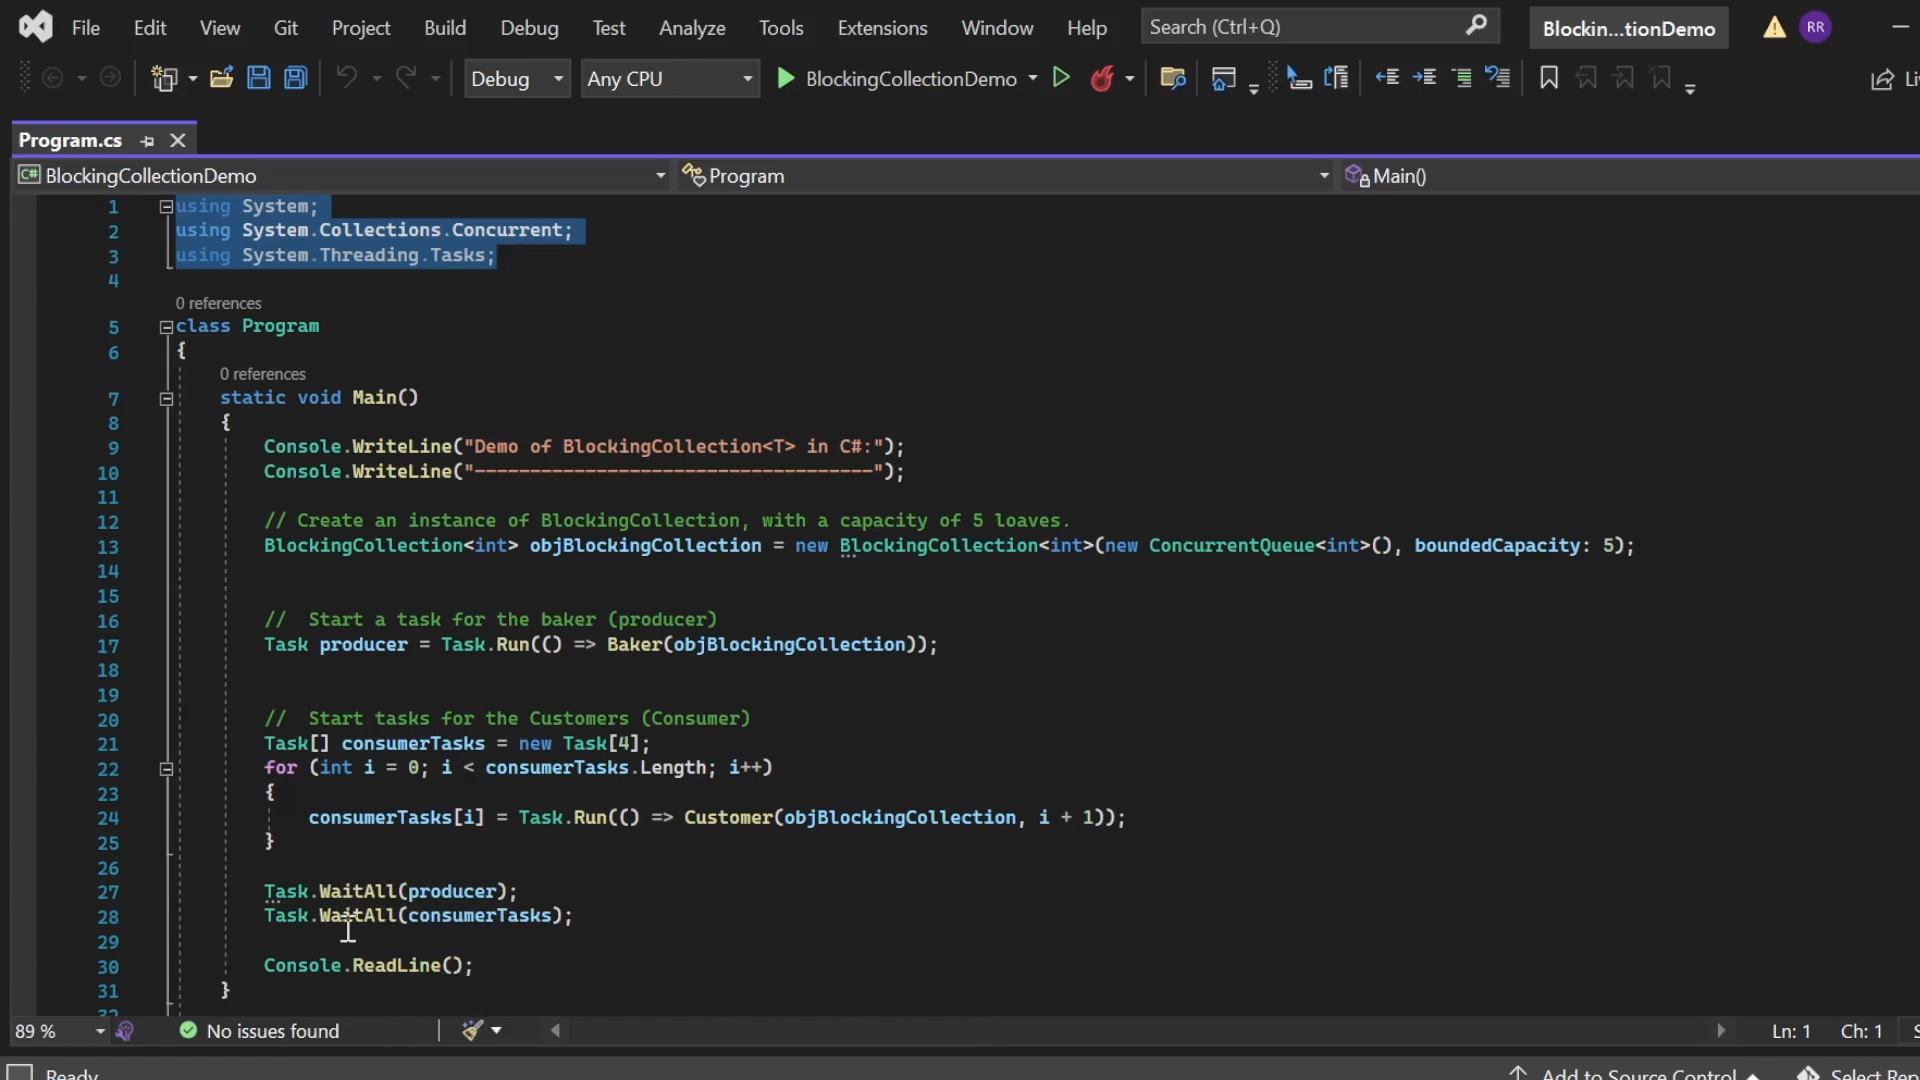 File Edit View Git Project Build Debug Test Analyze Tools Extensions Window Help Search (Ctrl+Q) Blockin...tionDemo RR
Debug Any CPU BlockingCollectionDemo
Program.cs
C# BlockingCollectionDemo Program Main()
1 using System;
2 using System.Collections.Concurrent;
3 using System.Threading.Tasks;
4
0 references
5 class Program
6 {
0 references
7 static void Main()
8 {
9 Console.WriteLine("Demo of BlockingCollection<T> in C#:");
10 Console.WriteLine("------------------------------------");
11
12 // Create an instance of BlockingCollection, with a capacity of 5 loaves.
13 BlockingCollection<int> objBlockingCollection = new BlockingCollection<int>(new ConcurrentQueue<int>(), boundedCapacity: 5);
14
15
16 // Start a task for the baker (producer)
17 Task producer = Task.Run(() => Baker(objBlockingCollection));
18
19
20 // Start tasks for the Customers (Consumer)
21 Task[] consumerTasks = new Task[4];
22 for (int i = 0; i < consumerTasks.Length; i++)
23 {
24 consumerTasks[i] = Task.Run(() => Customer(objBlockingCollection, i + 1));
25 }
26
27 Task.WaitAll(producer);
28 Task.WaitAll(consumerTasks);
29
30 Console.ReadLine();
31 }
32
89 % No issues found Ln: 1 Ch: 1
Ready Add to Source Control Select Rep